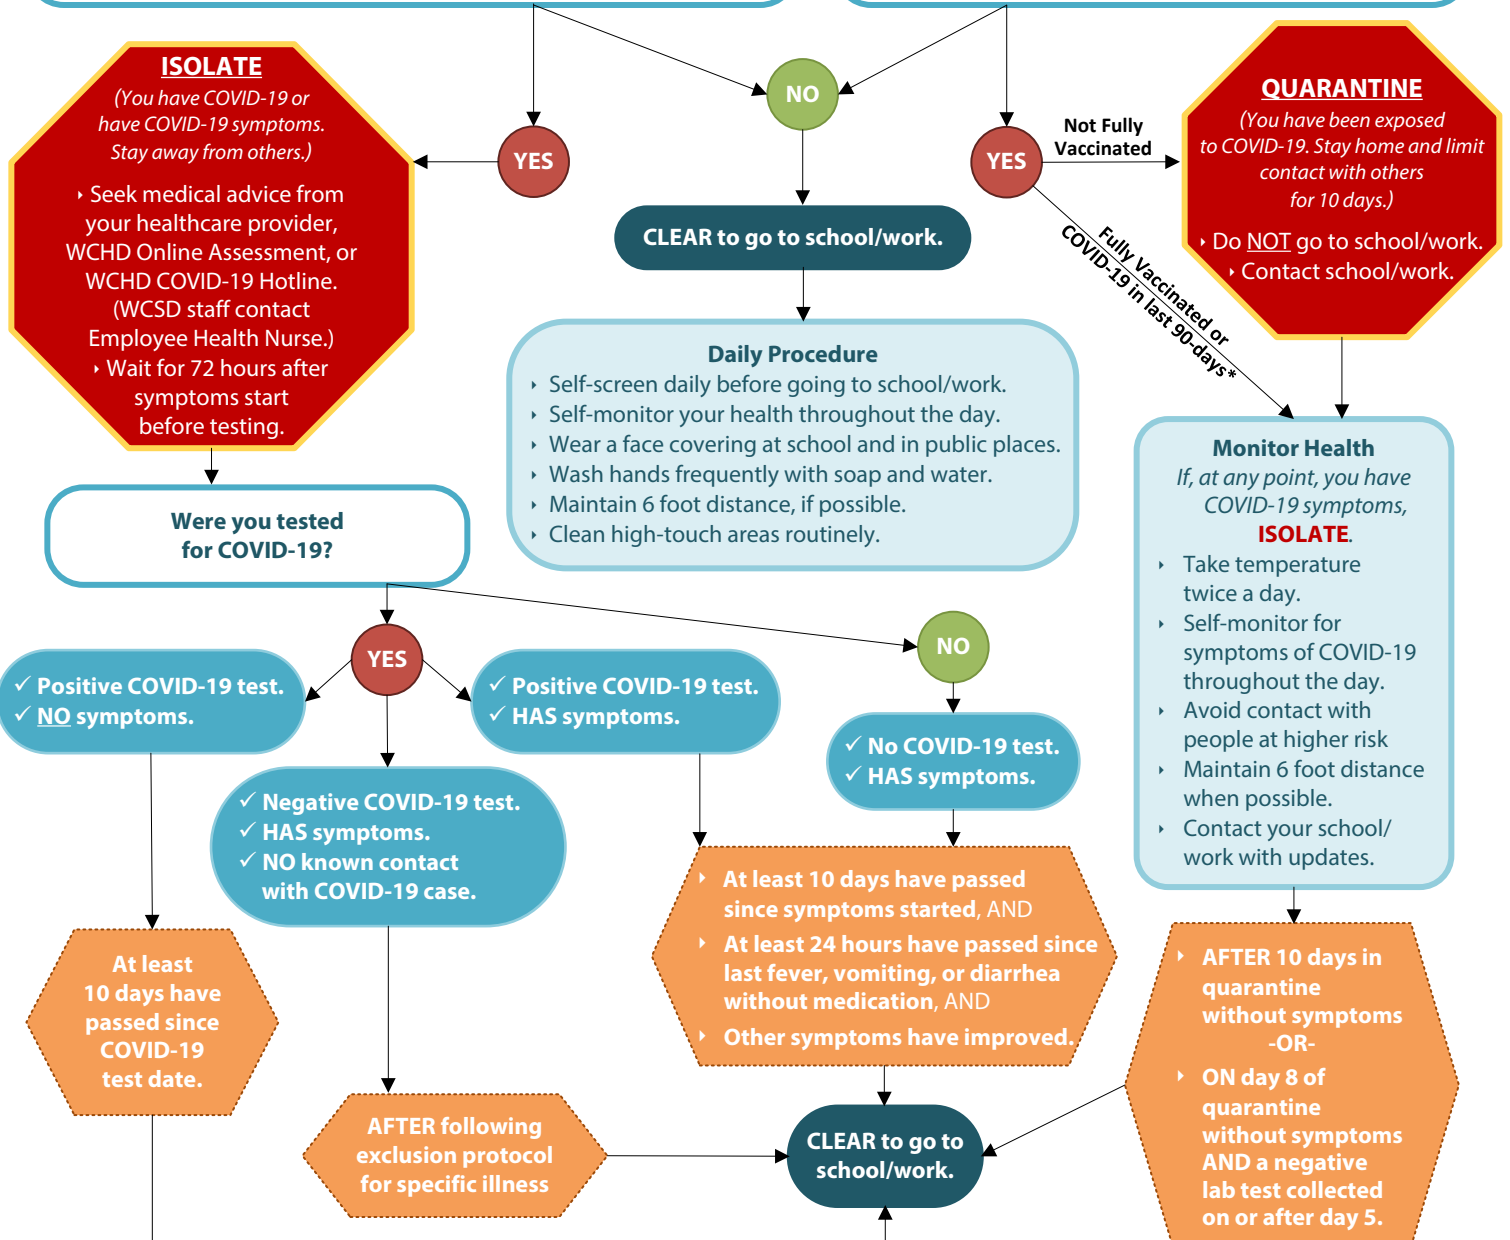 ISOLATE
(You have COVID-19 or
have COVID-19 symptoms.
Stay away from others.)
‣ Seek medical advice from
your healthcare provider,
WCHD Online Assessment, or
WCHD COVID-19 Hotline.
(WCSD staff contact
Employee Health Nurse.)
‣ Wait for 72 hours after
symptoms start
before testing.
YES
NO
YES
Not Fully
Vaccinated
QUARANTINE
(You have been exposed
to COVID-19. Stay home and limit
contact with others
for 10 days.)
‣ Do NOT go to school/work.
‣ Contact school/work.
Fully Vaccinated or
COVID-19 in last 90-days*
CLEAR to go to school/work.
Daily Procedure
‣ Self-screen daily before going to school/work.
‣ Self-monitor your health throughout the day.
‣ Wear a face covering at school and in public places.
‣ Wash hands frequently with soap and water.
‣ Maintain 6 foot distance, if possible.
‣ Clean high-touch areas routinely.
Monitor Health
If, at any point, you have
COVID-19 symptoms,
ISOLATE.
‣ Take temperature
twice a day.
‣ Self-monitor for
symptoms of COVID-19
throughout the day.
‣ Avoid contact with
people at higher risk
‣ Maintain 6 foot distance
when possible.
‣ Contact your school/
work with updates.
Were you tested
for COVID-19?
YES
NO
✓ Positive COVID-19 test.
✓ NO symptoms.
✓ Positive COVID-19 test.
✓ HAS symptoms.
✓ No COVID-19 test.
✓ HAS symptoms.
✓ Negative COVID-19 test.
✓ HAS symptoms.
✓ NO known contact
with COVID-19 case.
At least
10 days have
passed since
COVID-19
test date.
‣ At least 10 days have passed
since symptoms started, AND
‣ At least 24 hours have passed since
last fever, vomiting, or diarrhea
without medication, AND
‣ Other symptoms have improved.
‣ AFTER 10 days in
quarantine
without symptoms
-OR-
‣ ON day 8 of
quarantine
without symptoms
AND a negative
lab test collected
on or after day 5.
AFTER following
exclusion protocol
for specific illness
CLEAR to go to
school/work.